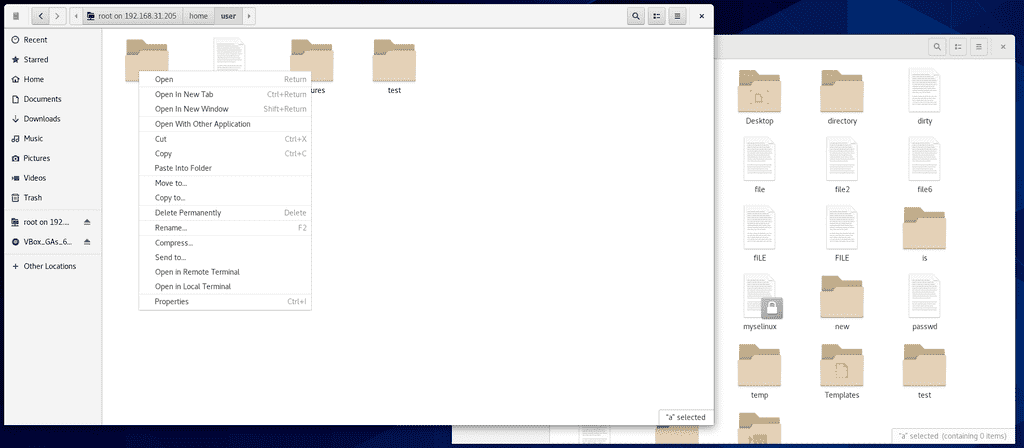 root on 192.168.31.205 home user
Recent
Starred
Home
Documents
Downloads
Music
Pictures
Videos
Trash
root on 192...
VBox_GAs_6...
+ Other Locations
ures
test
Open Return
Open In New Tab Ctrl+Return
Open In New Window Shift+Return
Open With Other Application
Cut Ctrl+X
Copy Ctrl+C
Paste Into Folder
Move to...
Copy to...
Delete Permanently Delete
Rename... F2
Compress...
Send to...
Open in Remote Terminal
Open in Local Terminal
Properties Ctrl+I
"a" selected
Desktop directory dirty
file file2 file6
fILE FILE is
myselinux new passwd
temp Templates test
"a" selected (containing 0 items)